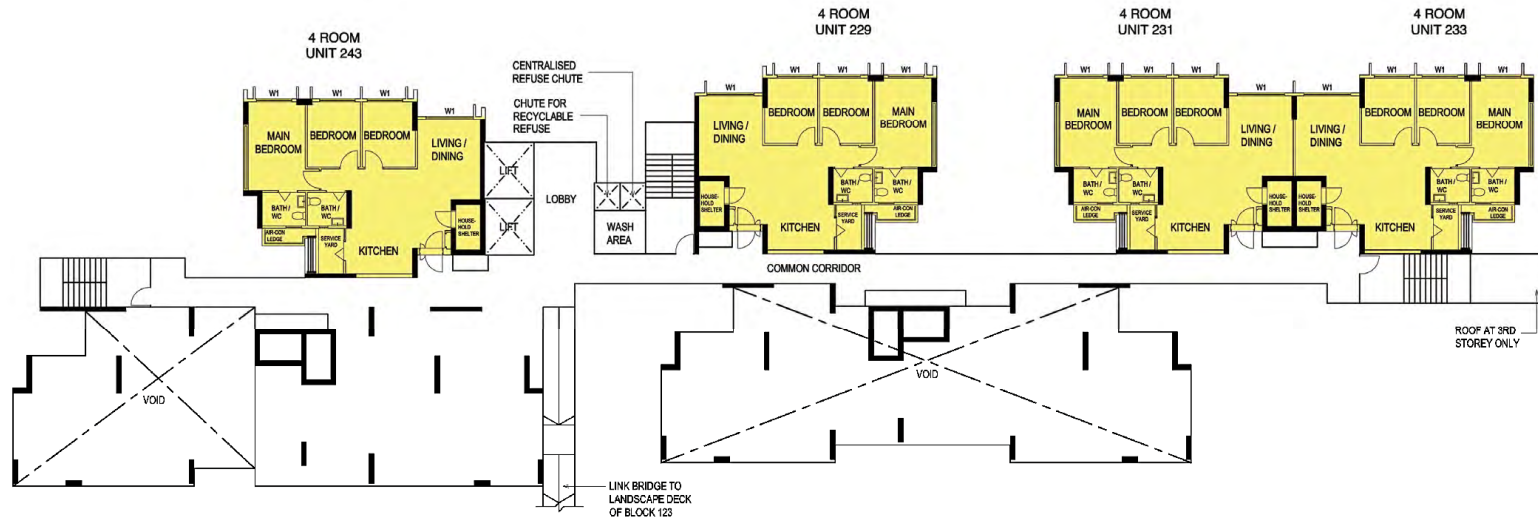 4 ROOM
UNIT 243
4 ROOM
UNIT 229
4 ROOM
UNIT 231
4 ROOM
UNIT 233
CENTRALISED
REFUSE CHUTE
CHUTE FOR
RECYCLABLE
REFUSE
W1
W1
W1
W1
MAIN
BEDROOM
BEDROOM
BEDROOM
LIVING /
DINING
BATH /
WC
BATH /
WC
AIR-CON
LEDGE
SERVICE
YARD
KITCHEN
HOUSE-
HOLD
SHELTER
LIFT
LIFT
LOBBY
WASH
AREA
W1
W1
W1
W1
LIVING /
DINING
BEDROOM
BEDROOM
MAIN
BEDROOM
HOUSE-
HOLD
SHELTER
BATH /
WC
BATH /
WC
SERVICE
YARD
AIR-CON
LEDGE
KITCHEN
W1
W1
W1
W1
MAIN
BEDROOM
BEDROOM
BEDROOM
LIVING /
DINING
BATH /
WC
BATH /
WC
AIR-CON
LEDGE
SERVICE
YARD
KITCHEN
HOUSE-
HOLD
SHELTER
W1
W1
W1
W1
LIVING /
DINING
BEDROOM
BEDROOM
MAIN
BEDROOM
HOUSE-
HOLD
SHELTER
BATH /
WC
BATH /
WC
AIR-CON
LEDGE
SERVICE
YARD
KITCHEN
COMMON CORRIDOR
ROOF AT 3RD
STOREY ONLY
VOID
VOID
LINK BRIDGE TO
LANDSCAPE DECK
OF BLOCK 123